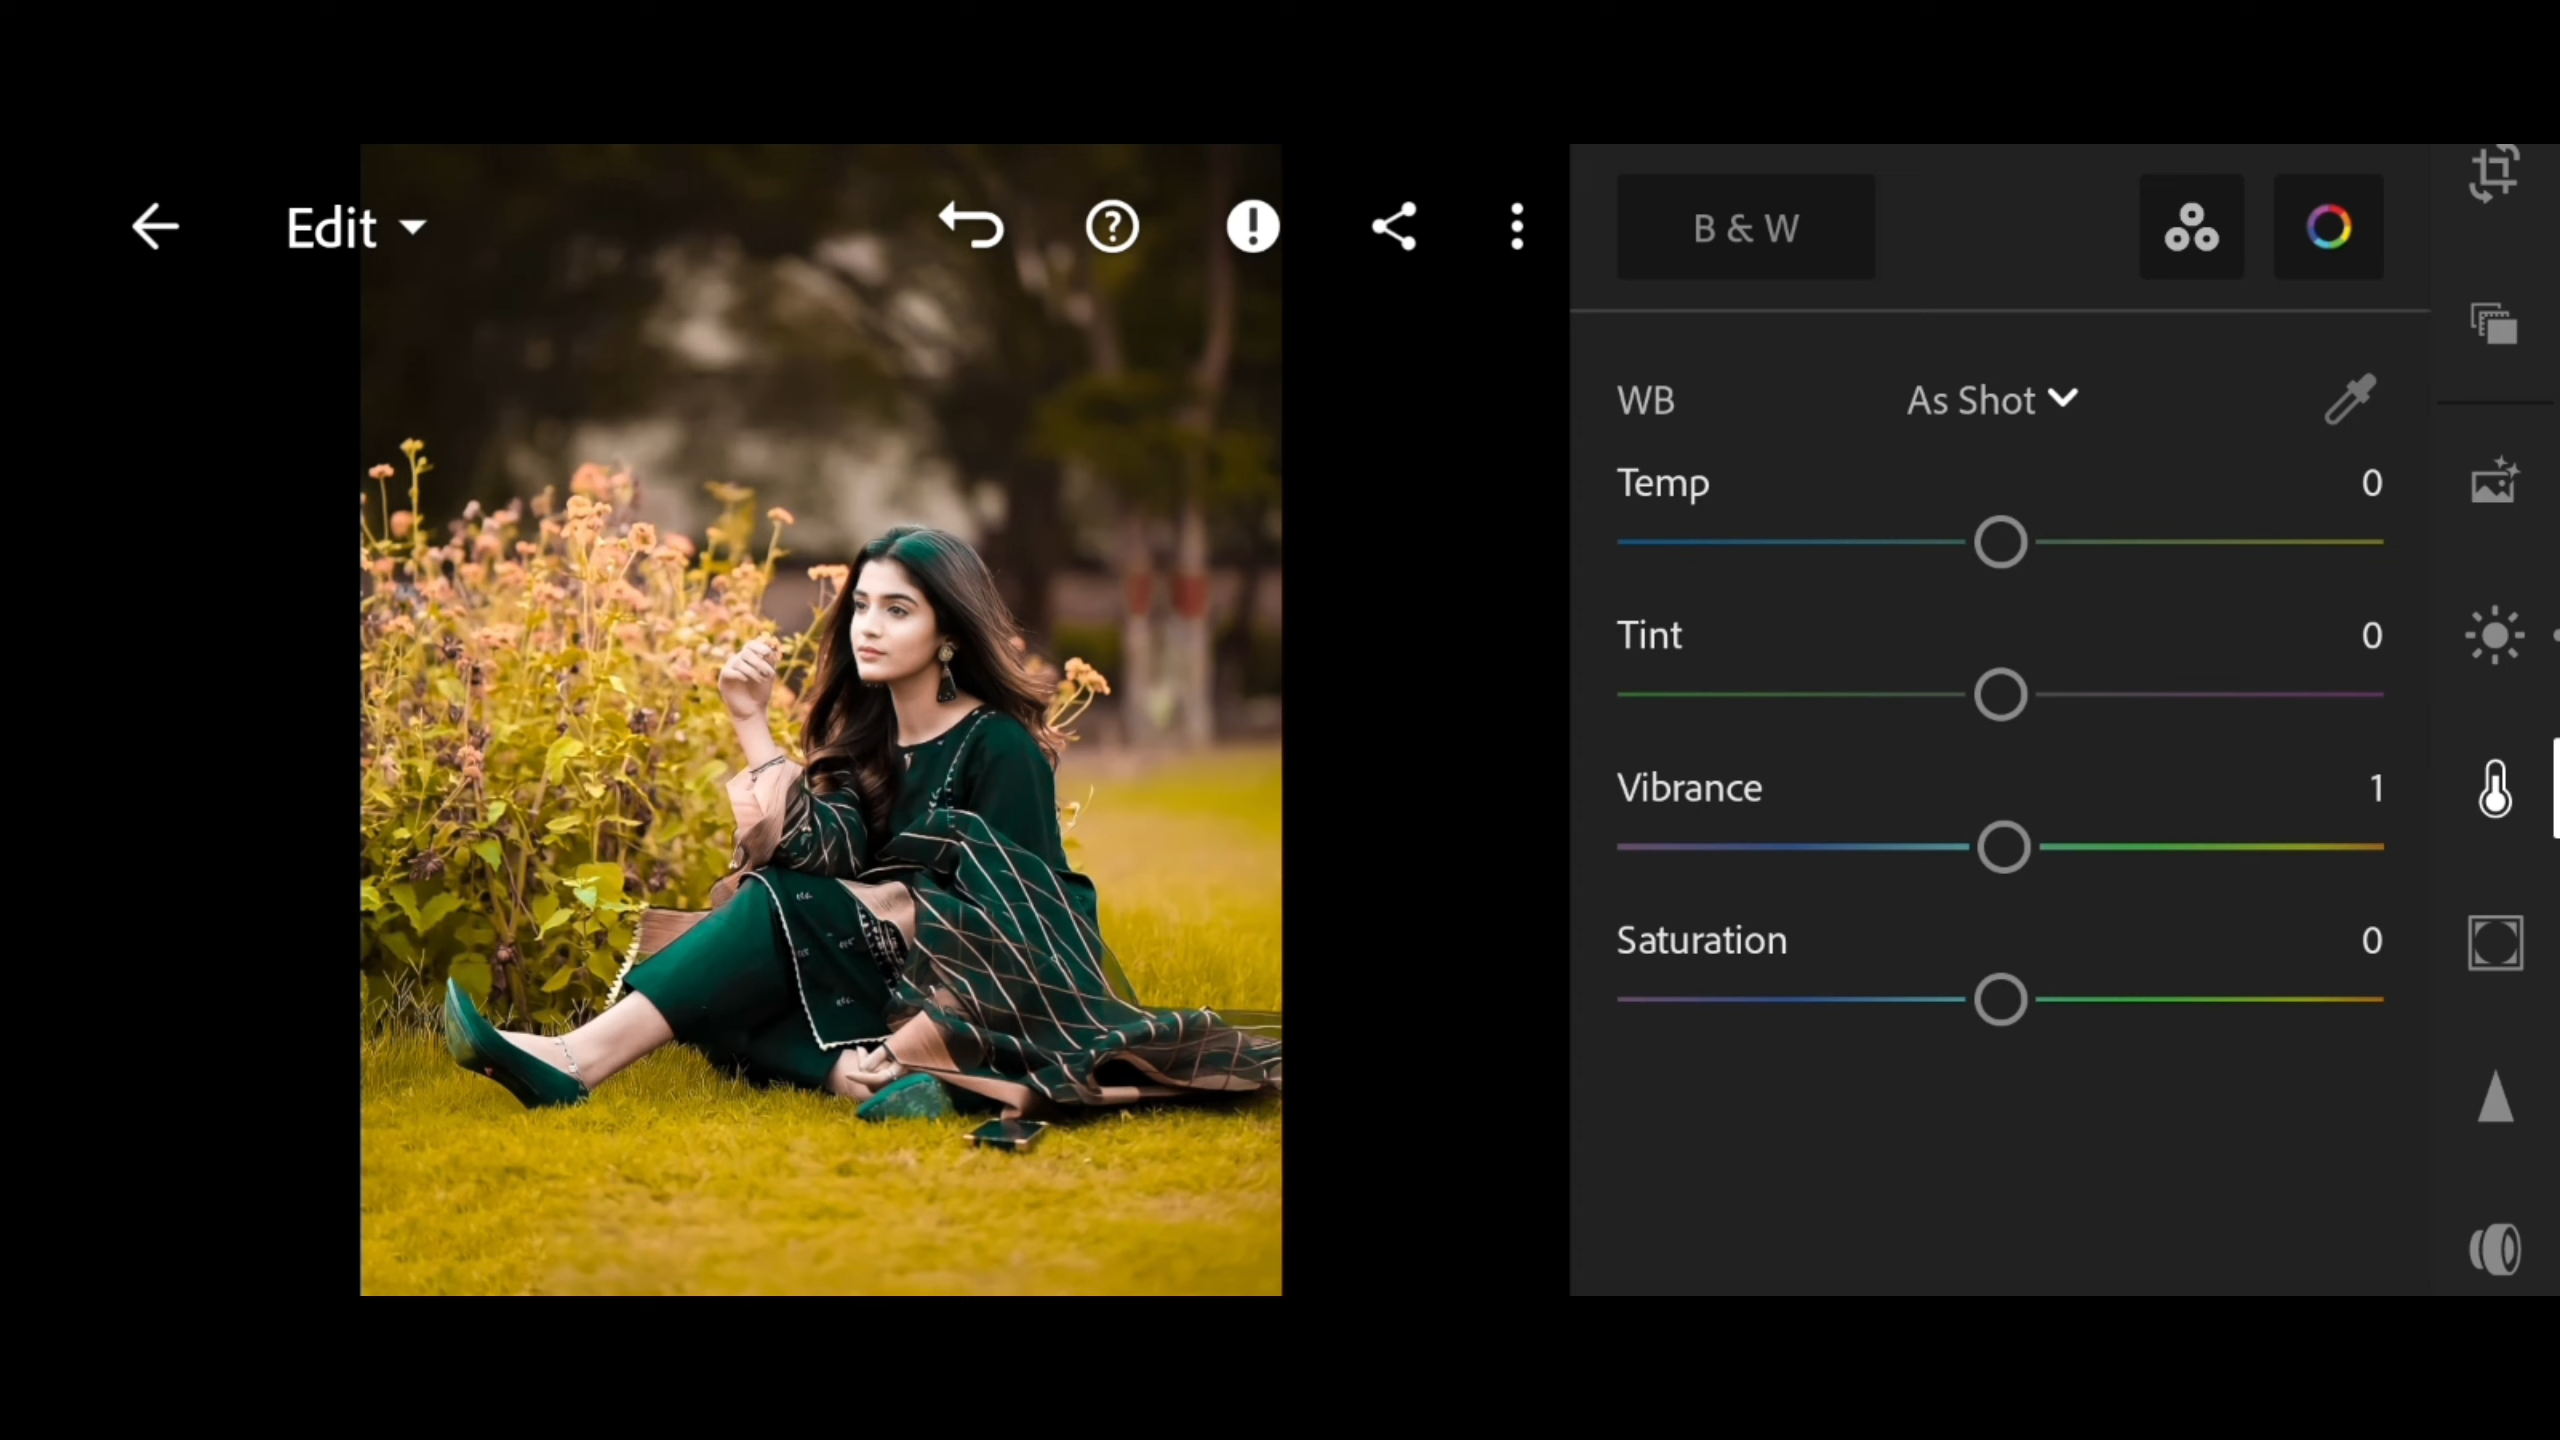 Edit
B & W
WB As Shot
Temp 0
Tint 0
Vibrance 1
Saturation 0